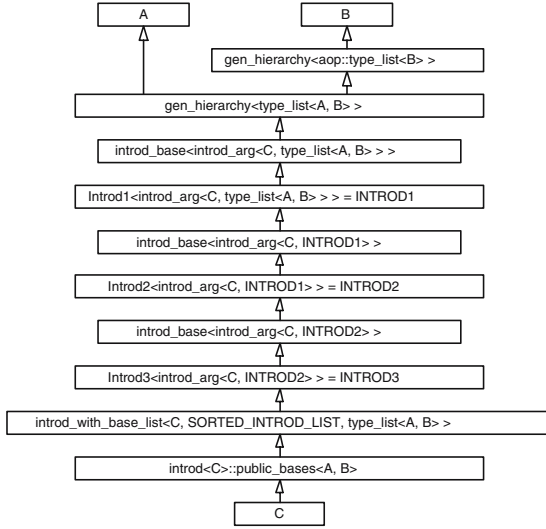 A
B
gen_hierarchy<aop::type_list<B> >
gen_hierarchy<type_list<A, B> >
introd_base<introd_arg<C, type_list<A, B> > >
Introd1<introd_arg<C, type_list<A, B> > > = INTROD1
introd_base<introd_arg<C, INTROD1> >
Introd2<introd_arg<C, INTROD1> > = INTROD2
introd_base<introd_arg<C, INTROD2> >
Introd3<introd_arg<C, INTROD2> > = INTROD3
introd_with_base_list<C, SORTED_INTROD_LIST, type_list<A, B> >
introd<C>::public_bases<A, B>
C